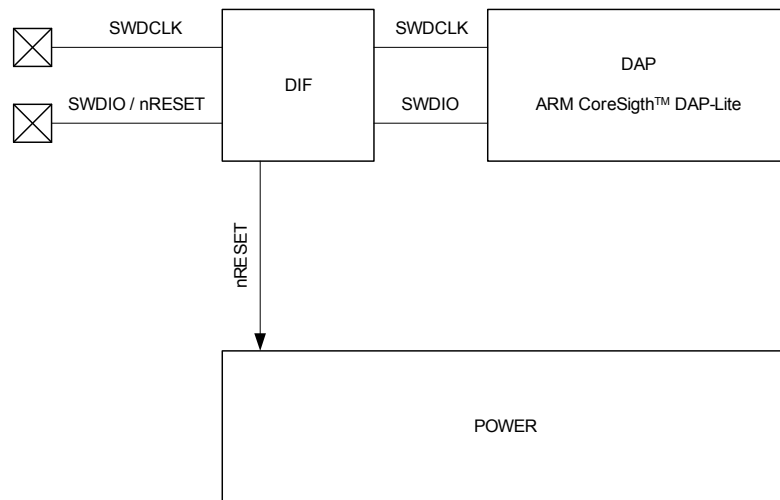 SWDCLK
SWDCLK
DIF
DAP
SWDIO / nRESET
SWDIO
ARM CoreSigth™ DAP-Lite
nRESET
POWER